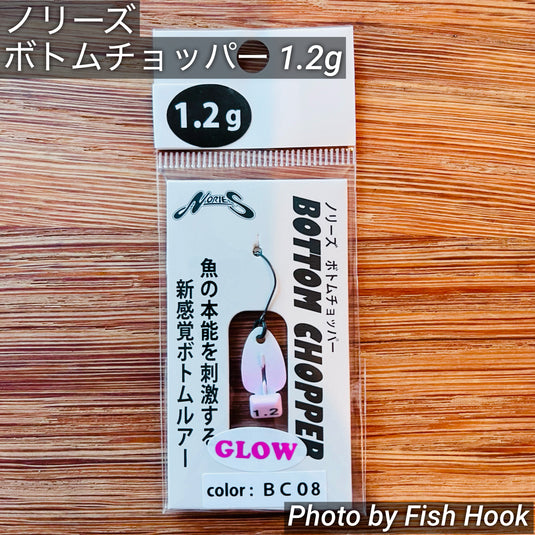 ノリーズ
ボトムチョッパー 1.2g
1.2g
NORIES
ノリーズ ボトムチョッパー
BOTTOM CHOPPER
魚の本能を刺激する
新感覚ボトムルアー
1.2
GLOW
color: BC08
Photo by Fish Hook